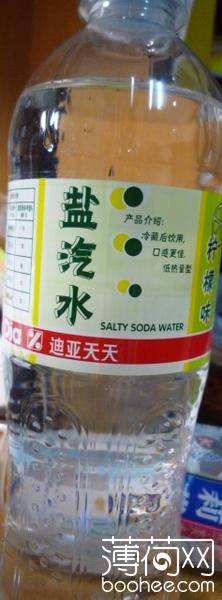 盐汽水
产品介绍:
冷藏后饮用,
口感更佳.
低热量型
柠檬味
SALTY SODA WATER
Dia % 迪亚天天
薄荷网
boohee.com